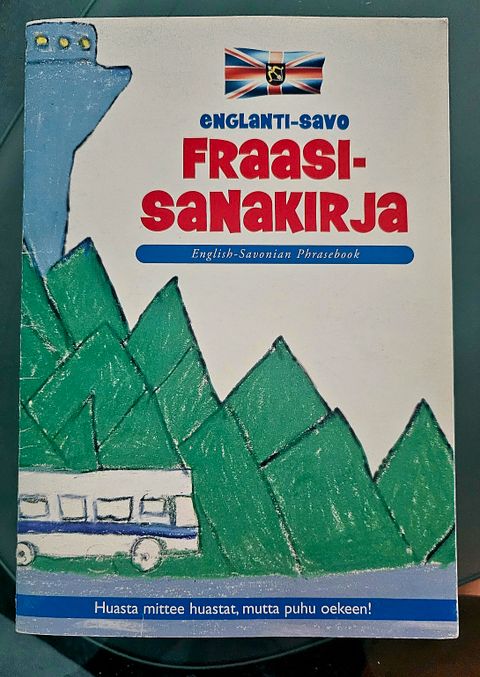 ENGLANTI-SAVO
FRAASI-
SANAKIRJA
English-Savonian Phrasebook
Huasta mittee huastat, mutta puhu oekeen!